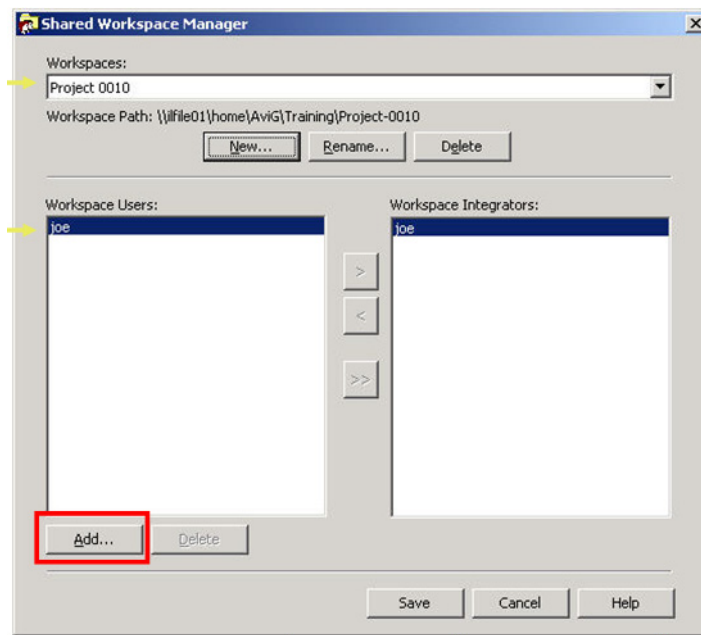 Shared Workspace Manager
Workspaces:
Project 0010
Workspace Path: \\ilfile01\home\AviG\Training\Project-0010
New... Rename... Delete
Workspace Users: Workspace Integrators:
joe joe
>
<
>>
Add... Delete
Save Cancel Help